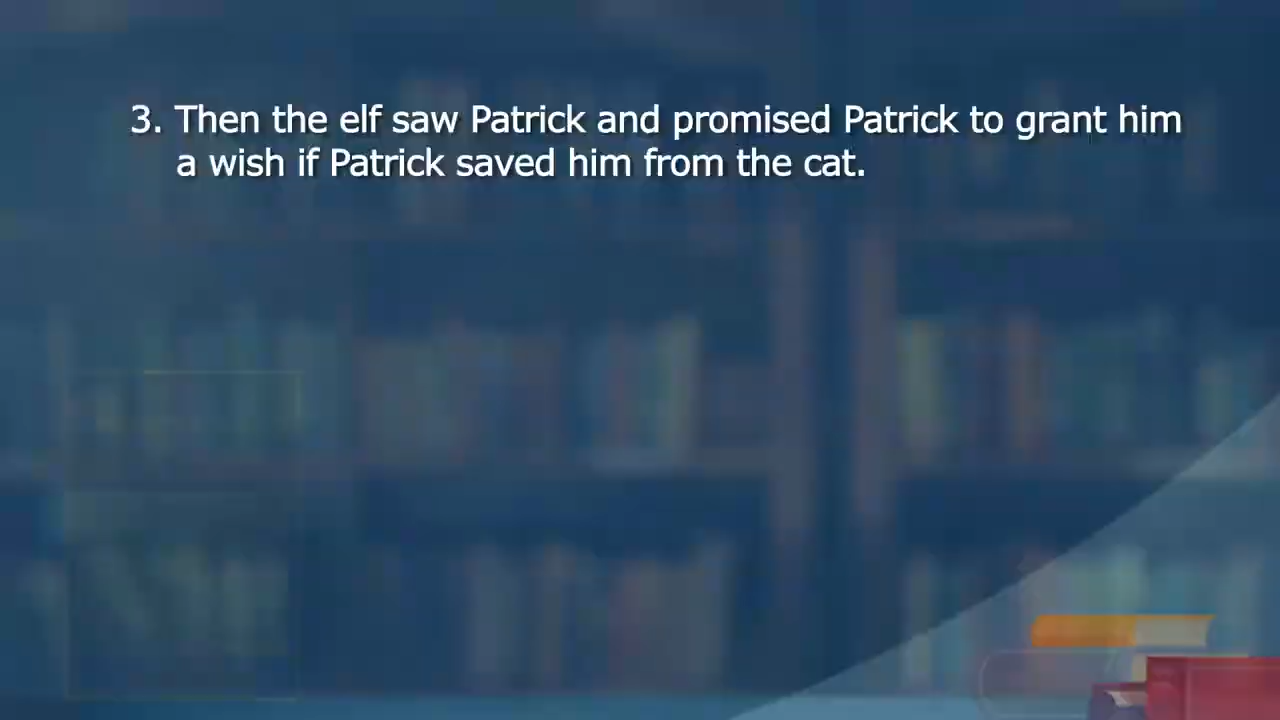 3. Then the elf saw Patrick and promised Patrick to grant him
a wish if Patrick saved him from the cat.